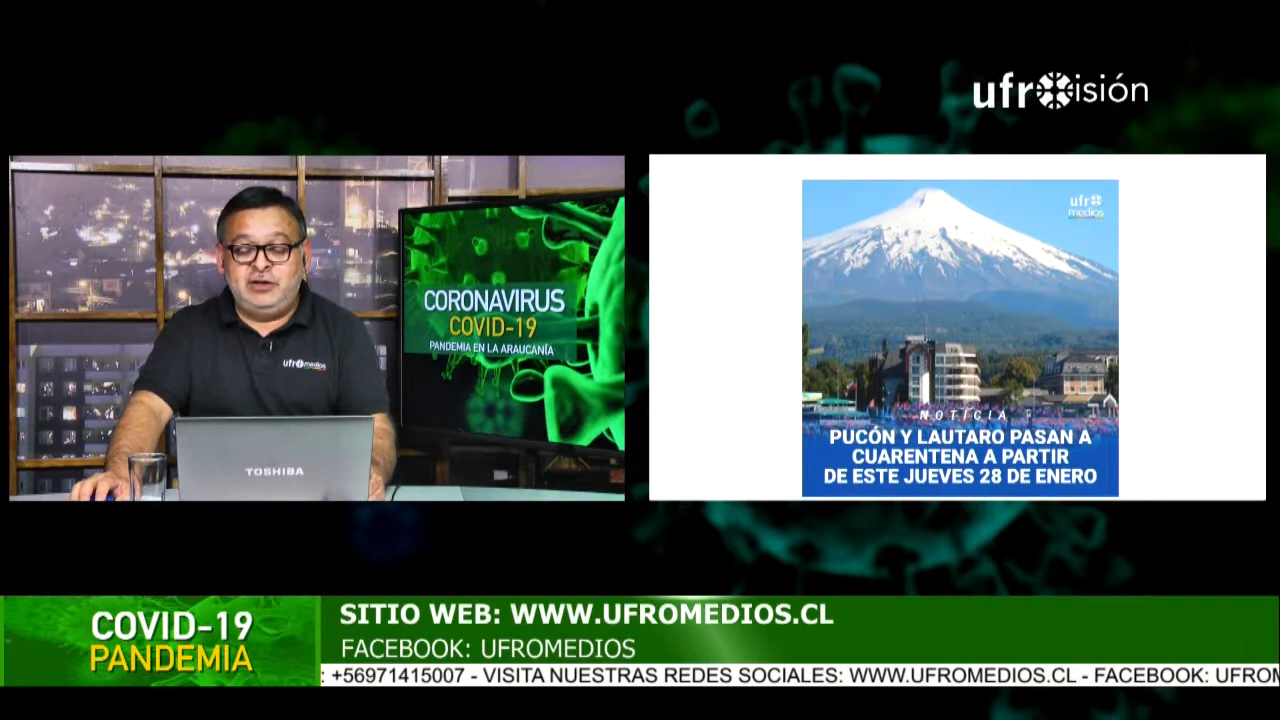 ufrovisión
CORONAVIRUS
COVID-19
PANDEMIA EN LA ARAUCANÍA
ufromedios
TOSHIBA
ufro
medios
NOTICIA
PUCÓN Y LAUTARO PASAN A
CUARENTENA A PARTIR
DE ESTE JUEVES 28 DE ENERO
COVID-19
PANDEMIA
SITIO WEB: WWW.UFROMEDIOS.CL
FACEBOOK: UFROMEDIOS
: +56971415007 - VISITA NUESTRAS REDES SOCIALES: WWW.UFROMEDIOS.CL - FACEBOOK: UFROM